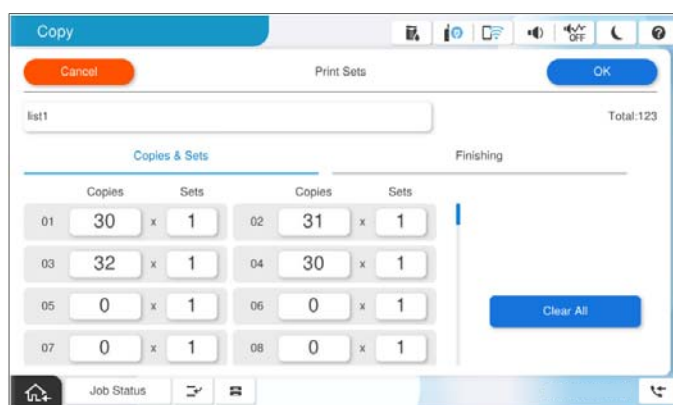 Copy
OFF
Cancel Print Sets OK
list1 Total:123
Copies & Sets Finishing
Copies Sets Copies Sets
01 30 x 1 02 31 x 1
03 32 x 1 04 30 x 1
05 0 x 1 06 0 x 1
Clear All
07 0 x 1 08 0 x 1
Job Status